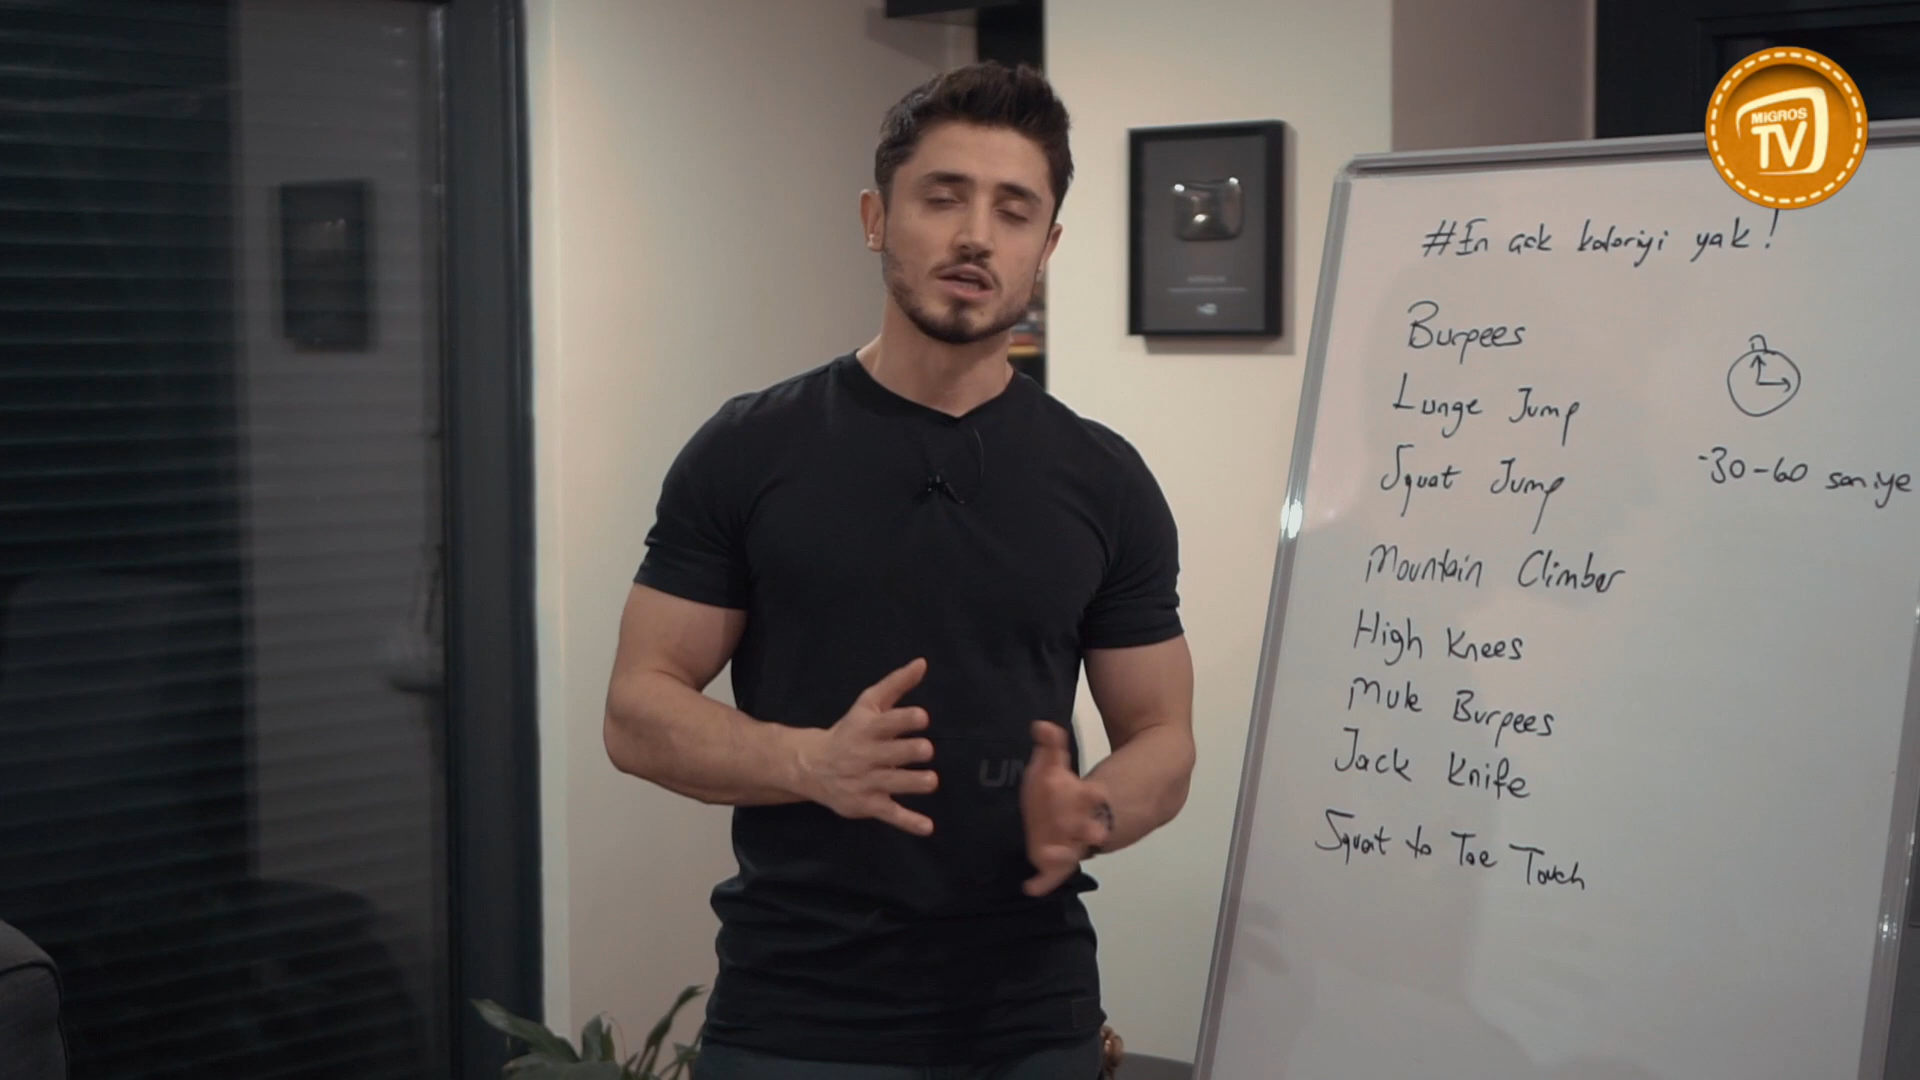 MiGROS
TV
#En çok kaloriyi yak!
Burpees
Lunge Jump
Squat Jump
-30-60 saniye
Mountain Climber
High Knees
Mule Burpees
Jack Knife
Squat to Toe Touch